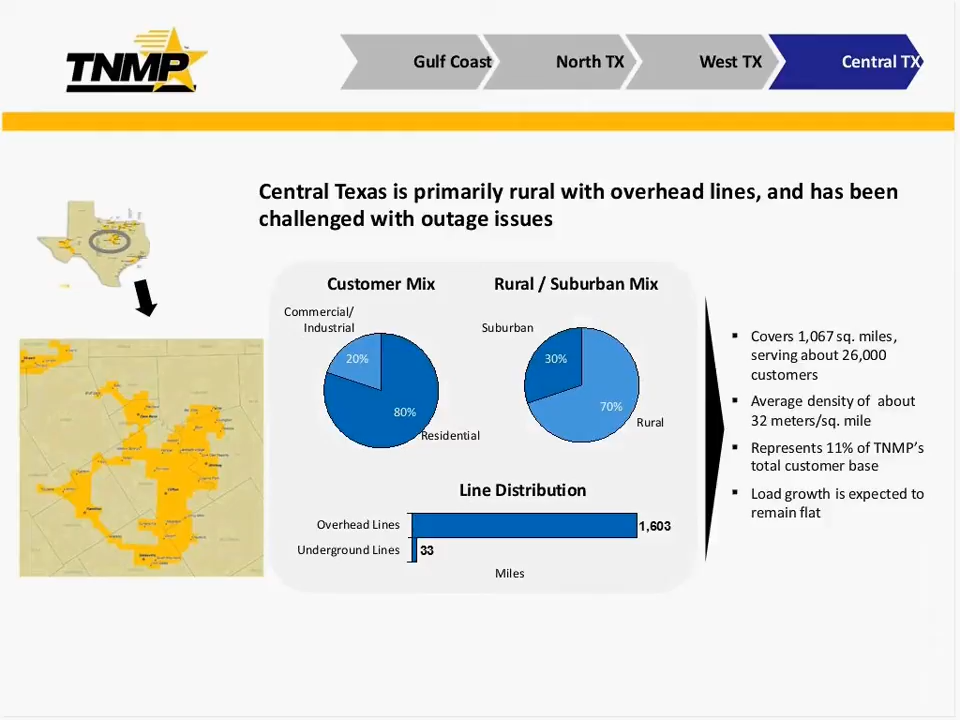 TNMP
Gulf Coast
North TX
West TX
Central TX
Central Texas is primarily rural with overhead lines, and has been
challenged with outage issues
Customer Mix
Rural / Suburban Mix
Commercial/
Industrial
20%
80%
Residential
Suburban
30%
70%
Rural
Line Distribution
Overhead Lines
1,603
Underground Lines
33
Miles
▪ Covers 1,067 sq. miles,
serving about 26,000
customers
▪ Average density of about
32 meters/sq. mile
▪ Represents 11% of TNMP's
total customer base
▪ Load growth is expected to
remain flat